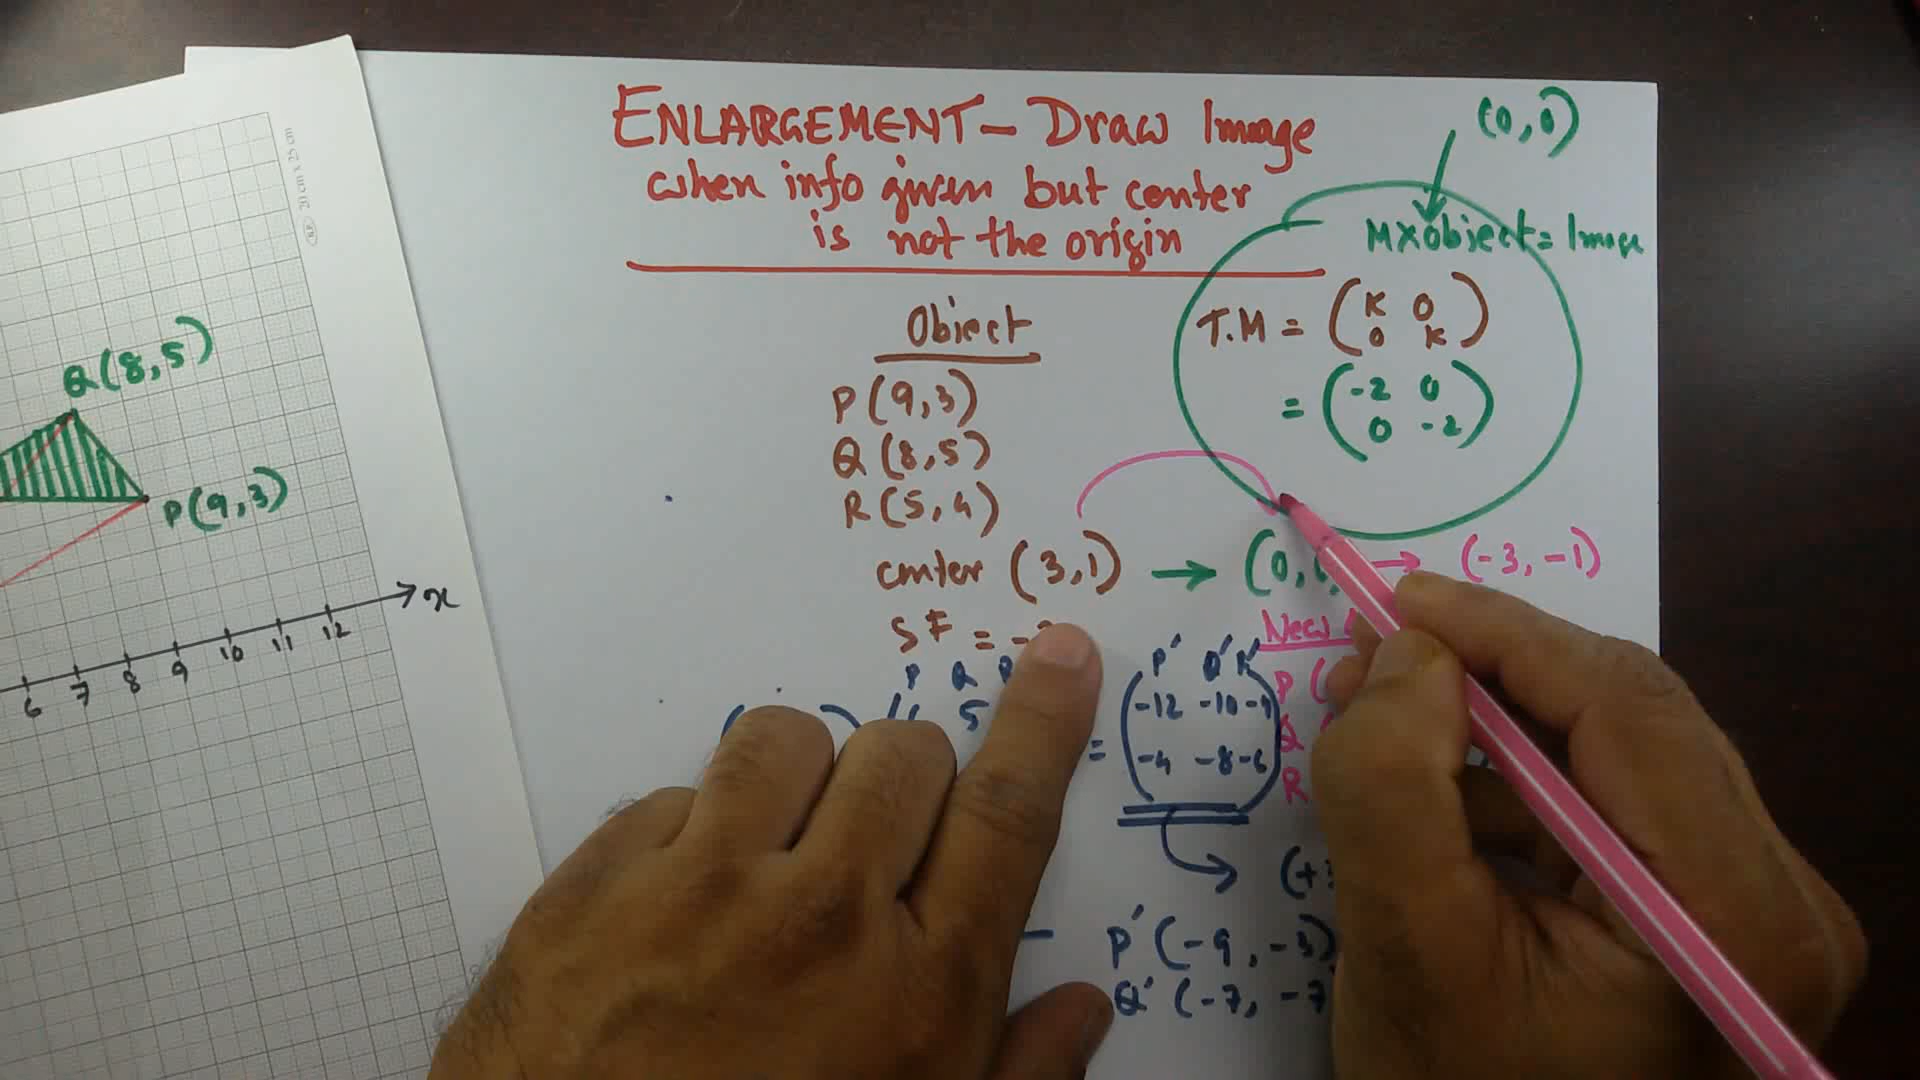 ENLARGEMENT - Draw Image
when info given but center
is not the origin
(0,0)
M×Object = Image
T.M = (K 0
0 K)
= (-2 0
0 -2)
Object
P(9,3)
Q(8,5)
R(5,4)
center (3,1) → (0, → (-3,-1)
SF = -
New
P Q
5
P' Q' R'
= (-12 -10
-4 -8 -6)
P (
Q
R
(+3
P'(-9, -3)
Q'(-7, -7
20 cm x 25 cm
Q(8,5)
P(9,3)
x
6 7 8 9 10 11 12